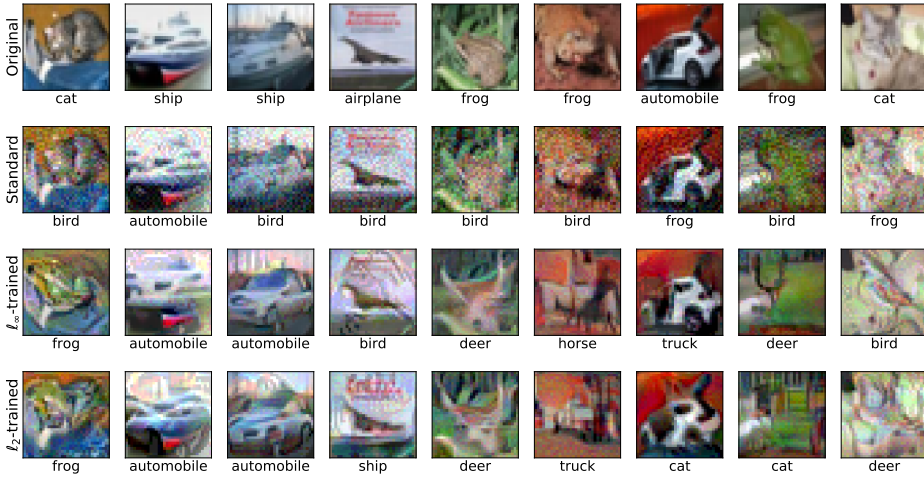 Original
cat ship ship airplane frog frog automobile frog cat
Standard
bird automobile bird bird bird bird frog bird frog
ℓ∞-trained
frog automobile automobile bird deer horse truck deer bird
ℓ2-trained
frog automobile automobile ship deer truck cat cat deer